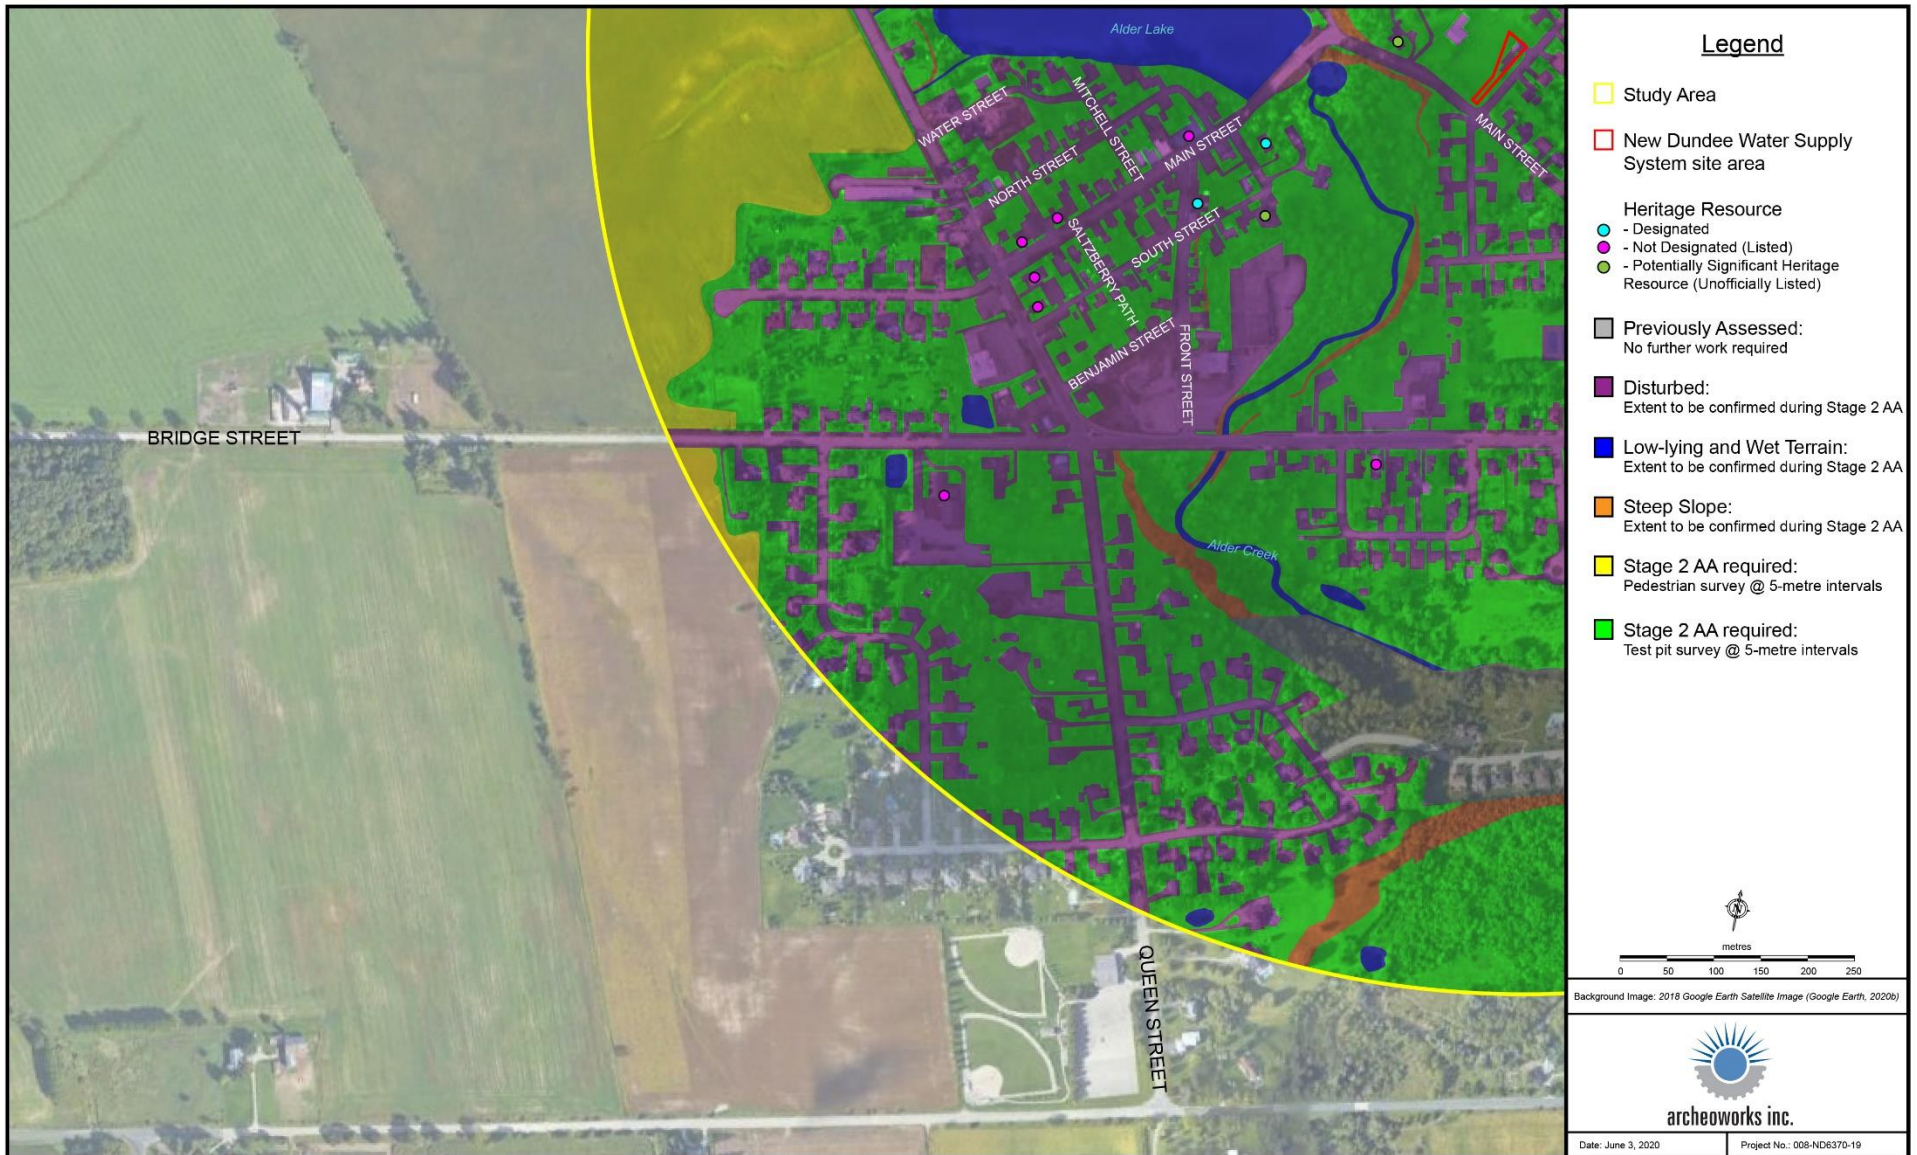 Alder Lake
WATER STREET
MITCHELL STREET
MAIN STREET
NORTH STREET
SALTZBERRY PATH
SOUTH STREET
BENJAMIN STREET
FRONT STREET
MAIN STREET
BRIDGE STREET
Alder Creek
QUEEN STREET
Legend
Study Area
New Dundee Water Supply
System site area
Heritage Resource
- Designated
- Not Designated (Listed)
- Potentially Significant Heritage
Resource (Unofficially Listed)
Previously Assessed:
No further work required
Disturbed:
Extent to be confirmed during Stage 2 AA
Low-lying and Wet Terrain:
Extent to be confirmed during Stage 2 AA
Steep Slope:
Extent to be confirmed during Stage 2 AA
Stage 2 AA required:
Pedestrian survey @ 5-metre intervals
Stage 2 AA required:
Test pit survey @ 5-metre intervals
N
metres
0 50 100 150 200 250
Background Image: 2018 Google Earth Satellite Image (Google Earth, 2020b)
archeoworks inc.
Date: June 3, 2020
Project No.: 008-ND6370-19